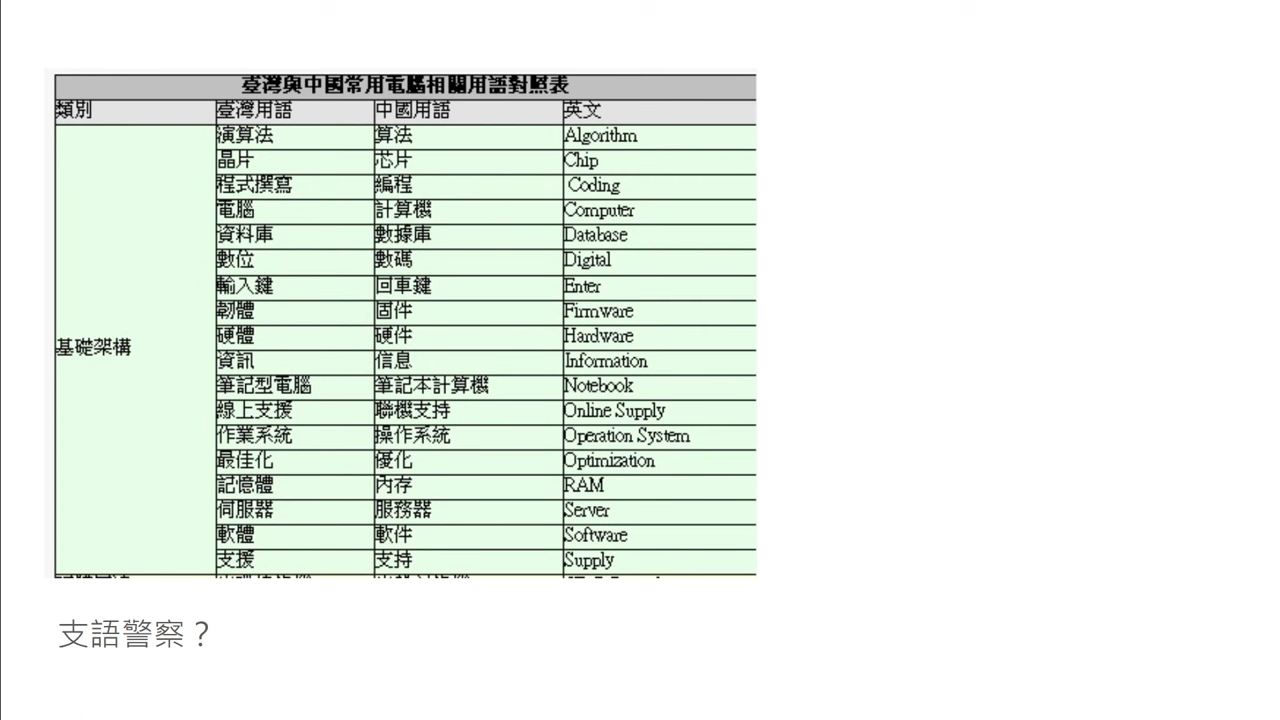 臺灣與中國常用電腦相關用語對照表
類別 臺灣用語 中國用語 英文
演算法 算法 Algorithm
晶片 芯片 Chip
程式撰寫 編程 Coding
電腦 計算機 Computer
資料庫 數據庫 Database
數位 數碼 Digital
輸入鍵 回車鍵 Enter
韌體 固件 Firmware
硬體 硬件 Hardware
基礎架構
資訊 信息 Information
筆記型電腦 筆記本計算機 Notebook
線上支援 聯機支持 Online Supply
作業系統 操作系統 Operation System
最佳化 優化 Optimization
記憶體 內存 RAM
伺服器 服務器 Server
軟體 軟件 Software
支援 支持 Supply
支語警察？